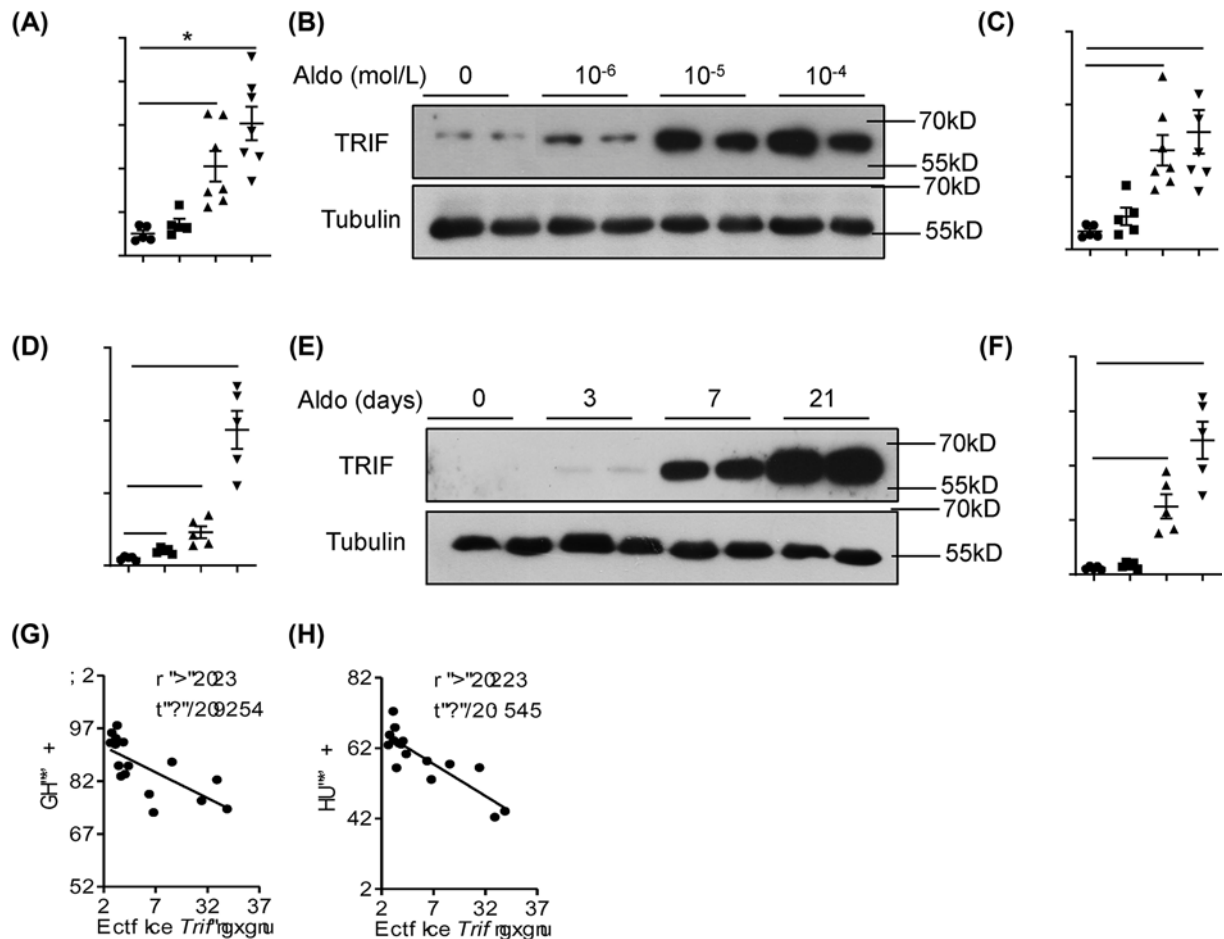 (A)
*
(B)
Aldo (mol/L) 0 10⁻⁶ 10⁻⁵ 10⁻⁴
TRIF
70kD
55kD
Tubulin
70kD
55kD
(C)
(D)
(E)
Aldo (days) 0 3 7 21
TRIF
70kD
55kD
Tubulin
70kD
55kD
(F)
(G)
; 2
97
82
67
52
2 7 32 37
Trif
(H)
82
62
42
2
2 7 32 37
Trif